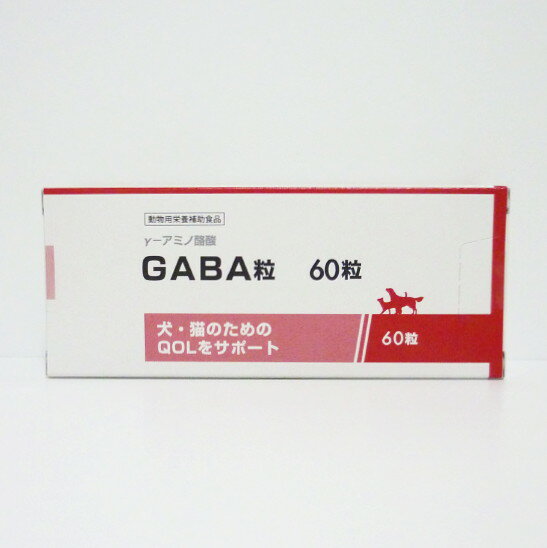 動物用栄養補助食品
γ-アミノ酪酸
GABA粒 60粒
犬・猫のための
QOLをサポート
60粒